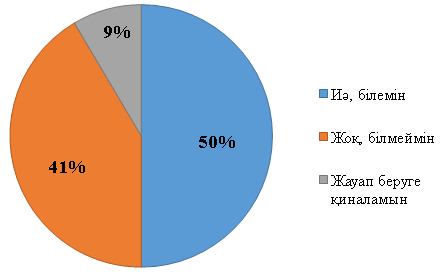 9%
50%
41%
Иә, білемін
Жоқ, білмеймін
Жауап беруге
қиналамын